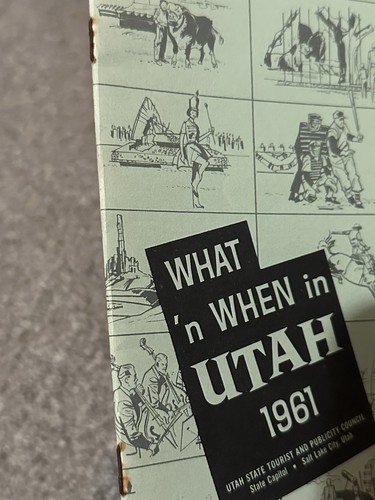 WHAT
'n WHEN in
UTAH
1961
UTAH STATE TOURIST AND PUBLICITY COUNCIL
State Capitol • Salt Lake City, Utah